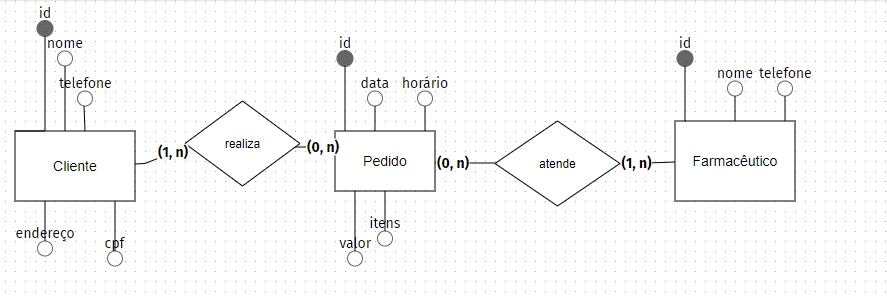 id
nome
telefone
Cliente
endereço
cpf
(1, n)
realiza
(0, n)
id
data
horário
Pedido
itens
valor
(0, n)
atende
(1, n)
id
nome
telefone
Farmacêutico